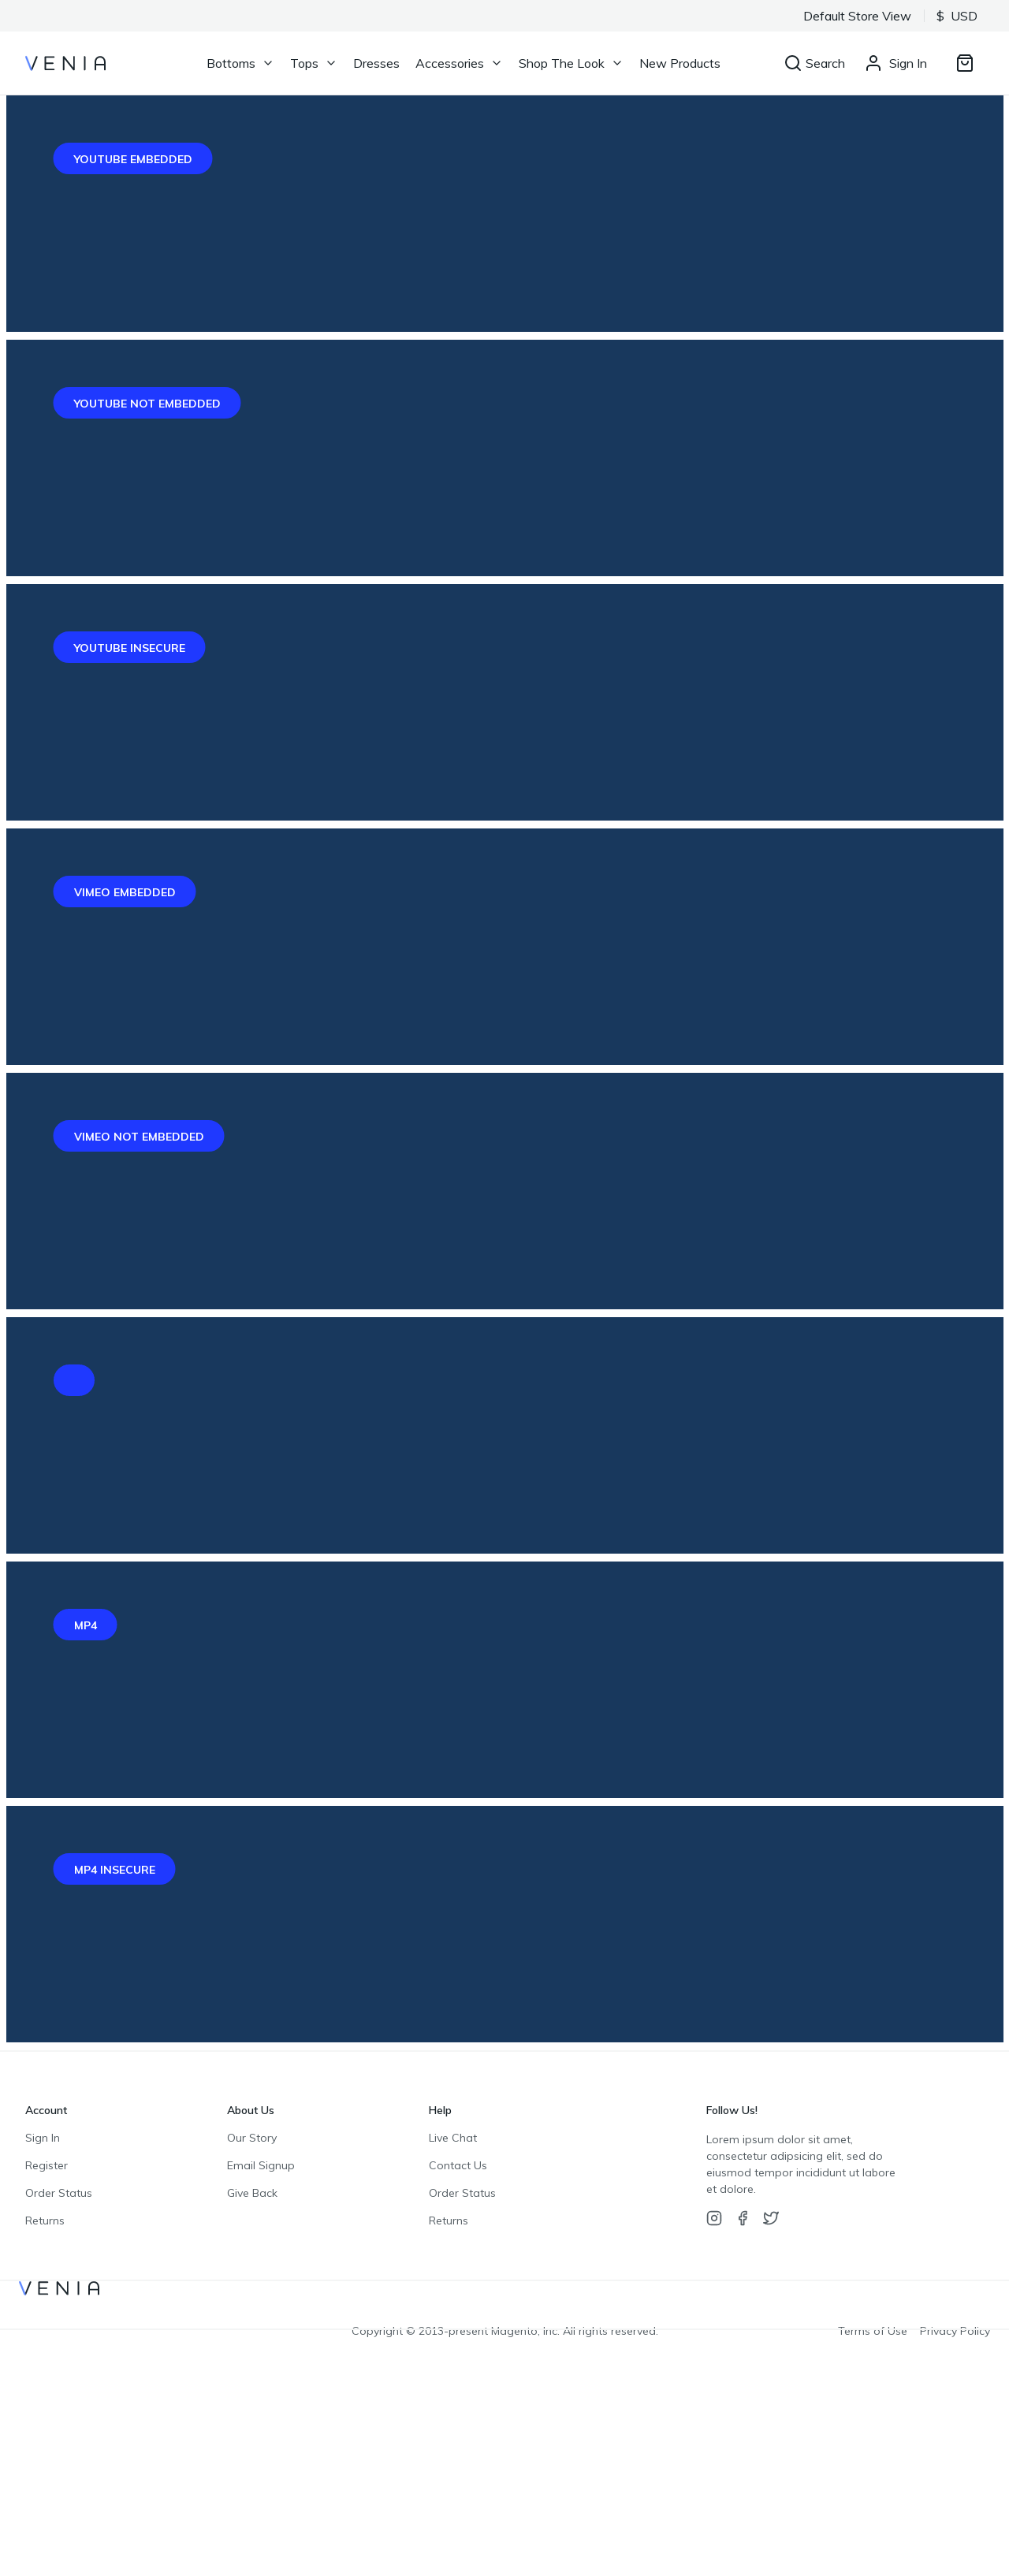 Default Store View $ USD
VENIA Bottoms Tops Dresses Accessories Shop The Look New Products Search Sign In
YOUTUBE EMBEDDED
YOUTUBE NOT EMBEDDED
YOUTUBE INSECURE
VIMEO EMBEDDED
VIMEO NOT EMBEDDED
MP4
MP4 INSECURE
Account
Sign In
Register
Order Status
Returns
About Us
Our Story
Email Signup
Give Back
Help
Live Chat
Contact Us
Order Status
Returns
Follow Us!
Lorem ipsum dolor sit amet,
consectetur adipiscing elit, sed do
eiusmod tempor incididunt ut labore
et dolore.
VENIA
Copyright © 2013-present Magento, Inc. All rights reserved. Terms of Use Privacy Policy